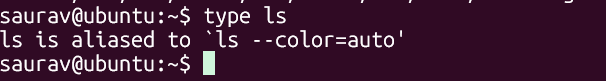 saurav@ubuntu:~$ type ls
ls is aliased to `ls --color=auto'
saurav@ubuntu:~$